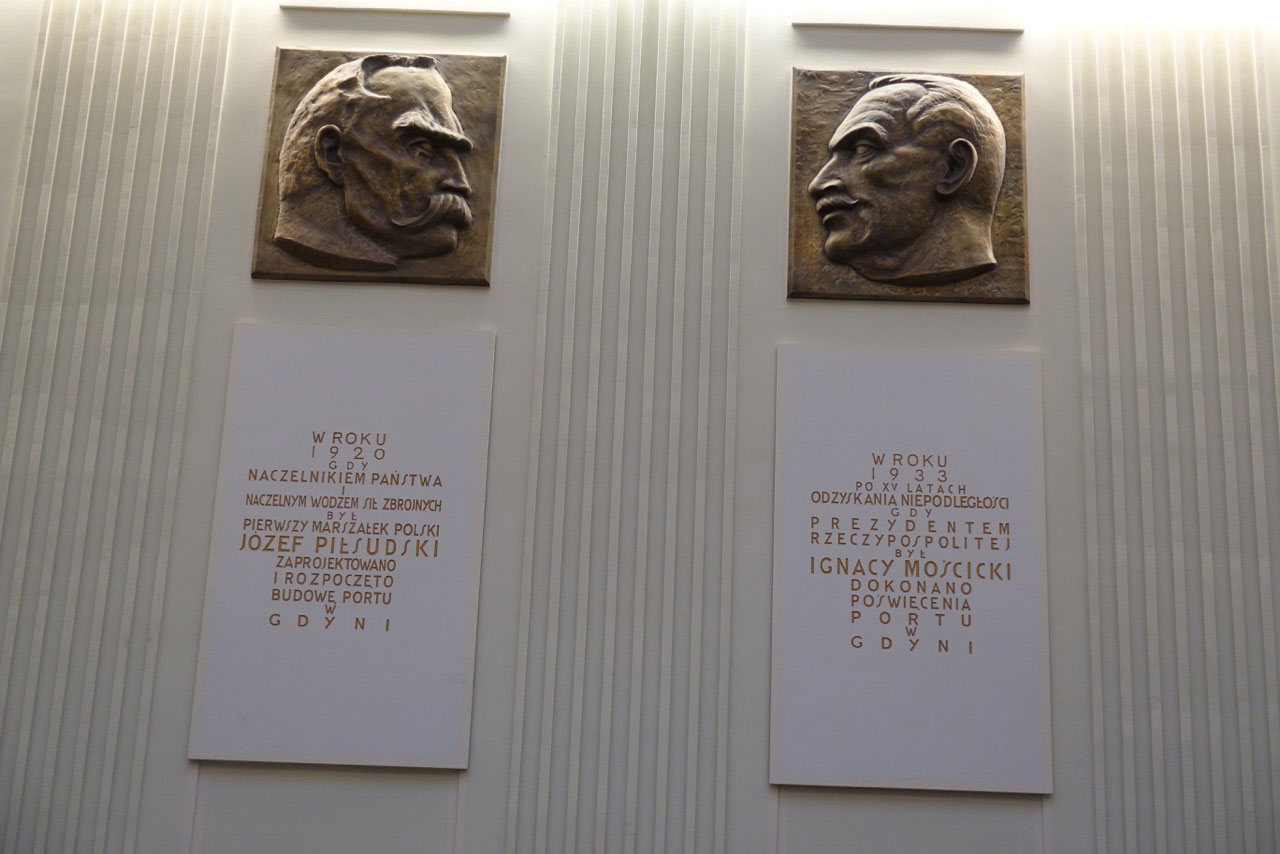 W ROKU
1920
GDY
NACZELNIKIEM PAŃSTWA
I
NACZELNYM WODZEM SIŁ ZBROJNYCH
BYŁ
PIERWSZY MARSZAŁEK POLSKI
JÓZEF PIŁSUDSKI
ZAPROJEKTOWANO
I ROZPOCZĘTO
BUDOWĘ PORTU
W
GDYNI
W ROKU
1933
PO XV LATACH
ODZYSKANIA NIEPODLEGŁOŚCI
GDY
PREZYDENTEM
RZECZYPOSPOLITEJ
BYŁ
IGNACY MOŚCICKI
DOKONANO
POŚWIĘCENIA
PORTU
W
GDYNI